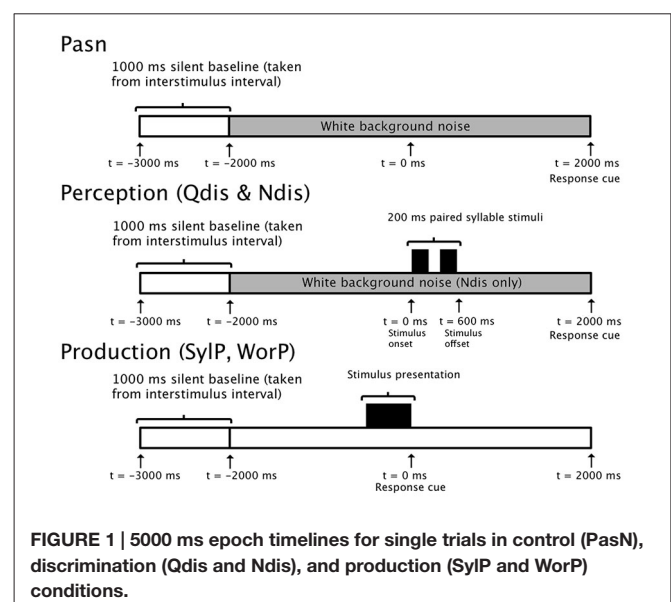 Pasn
1000 ms silent baseline (taken
from interstimulus interval)
White background noise
t = –3000 ms
t = –2000 ms
t = 0 ms
t = 2000 ms
Response cue
Perception (Qdis & Ndis)
1000 ms silent baseline (taken
from interstimulus interval)
200 ms paired syllable stimuli
White background noise (Ndis only)
t = –3000 ms
t = –2000 ms
t = 0 ms
Stimulus
onset
t = 600 ms
Stimulus
offset
t = 2000 ms
Response cue
Production (SylP, WorP)
1000 ms silent baseline (taken
from interstimulus interval)
Stimulus presentation
t = –3000 ms
t = –2000 ms
t = 0 ms
Response cue
t = 2000 ms
FIGURE 1 | 5000 ms epoch timelines for single trials in control (PasN),
discrimination (Qdis and Ndis), and production (SylP and WorP)
conditions.